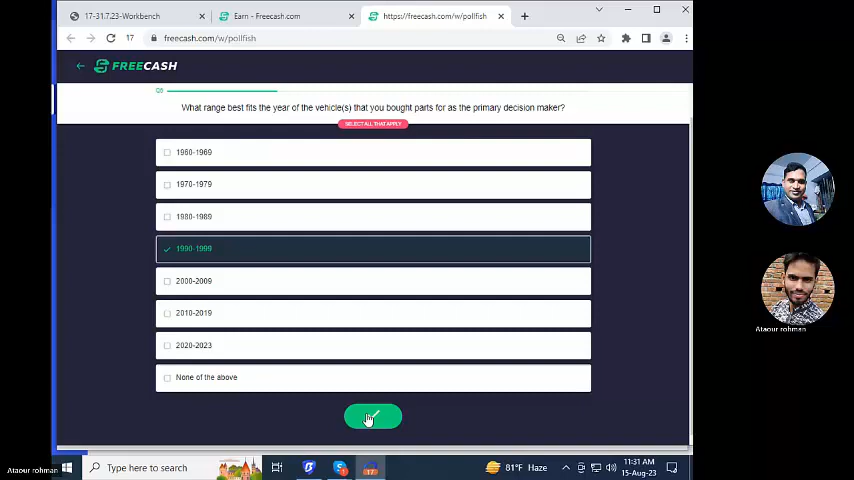 17-31.7.23-Workbench
Earn - Freecash.com
https://freecash.com/w/pollfish
17
freecash.com/w/pollfish
FREECASH
Q5
What range best fits the year of the vehicle(s) that you bought parts for as the primary decision maker?
SELECT ALL THAT APPLY
1960-1969
1970-1979
1980-1989
1990-1999
2000-2009
2010-2019
2020-2023
None of the above
Ataour rohman
Ataour rohman
Type here to search
17
81°F Haze
11:31 AM
15-Aug-23